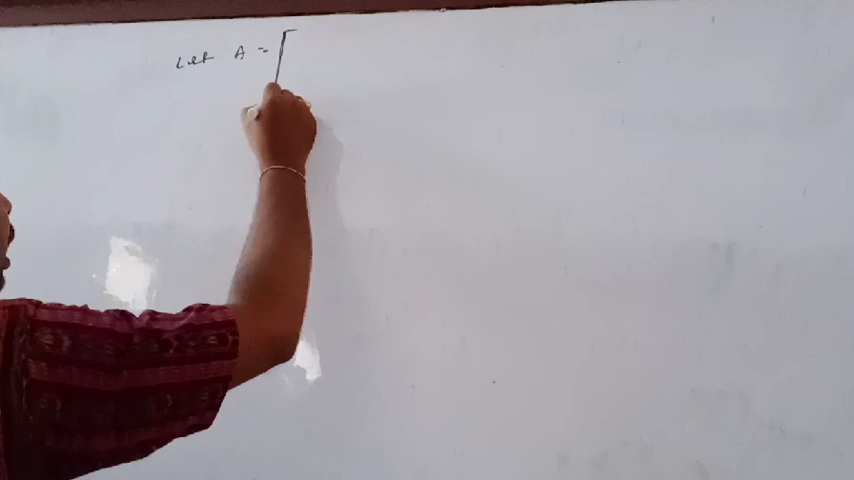 Let A = [